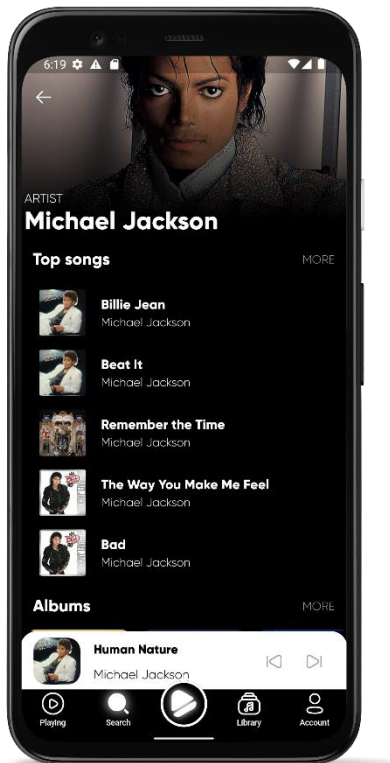 6:19
ARTIST
Michael Jackson
Top songs MORE
Billie Jean
Michael Jackson
Beat It
Michael Jackson
Remember the Time
Michael Jackson
The Way You Make Me Feel
Michael Jackson
Bad
Michael Jackson
Albums MORE
Human Nature
Michael Jackson
Playing Search Library Account